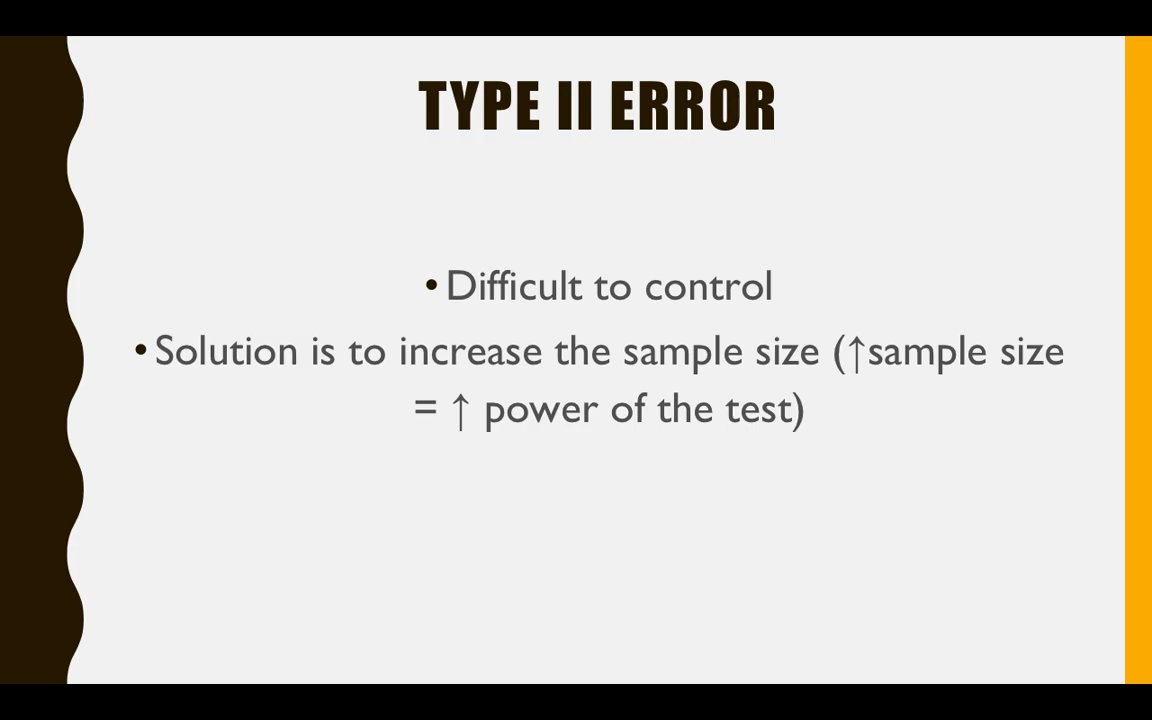 TYPE II ERROR
•Difficult to control
•Solution is to increase the sample size (↑sample size
= ↑ power of the test)